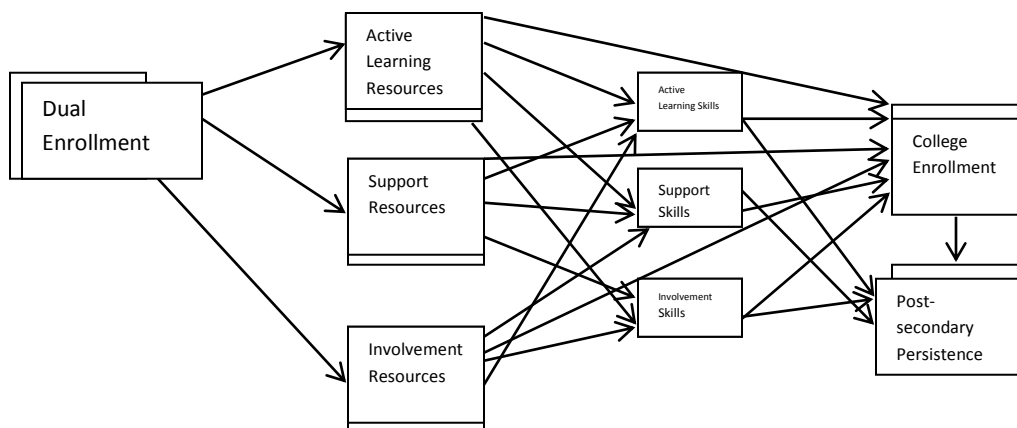 Dual
Enrollment
Active
Learning
Resources
Support
Resources
Involvement
Resources
Active
Learning Skills
Support
Skills
Involvement
Skills
College
Enrollment
Post-
secondary
Persistence